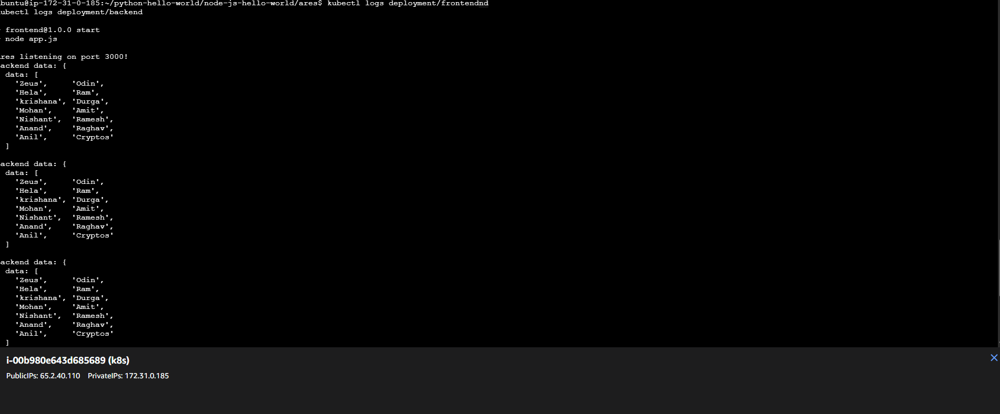 buntu@ip-172-31-0-185:~/python-hello-world/node-js-hello-world/ares$ kubectl logs deployment/frontendnd
ubectl logs deployment/backend
frontend@1.0.0 start
node app.js
res listening on port 3000!
ackend data: {
data: [
'Zeus', 'Odin',
'Hela', 'Ram',
'krishana', 'Durga',
'Mohan', 'Amit',
'Nishant', 'Ramesh',
'Anand', 'Raghav',
'Anil', 'Cryptos'
]
ackend data: {
data: [
'Zeus', 'Odin',
'Hela', 'Ram',
'krishana', 'Durga',
'Mohan', 'Amit',
'Nishant', 'Ramesh',
'Anand', 'Raghav',
'Anil', 'Cryptos'
]
ackend data: {
data: [
'Zeus', 'Odin',
'Hela', 'Ram',
'krishana', 'Durga',
'Mohan', 'Amit',
'Nishant', 'Ramesh',
'Anand', 'Raghav',
'Anil', 'Cryptos'
]
i-00b980e643d685689 (k8s)
PublicIPs: 65.2.40.110 PrivateIPs: 172.31.0.185